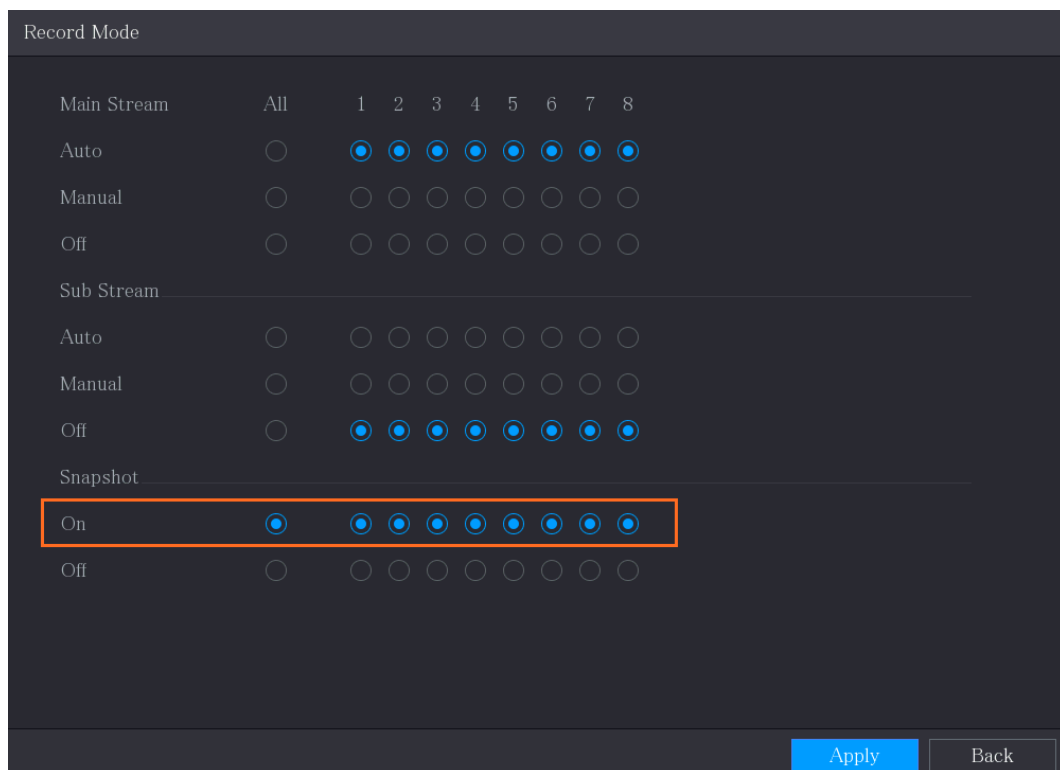 Record Mode
Main Stream All 1 2 3 4 5 6 7 8
Auto
Manual
Off
Sub Stream
Auto
Manual
Off
Snapshot
On
Off
Apply Back